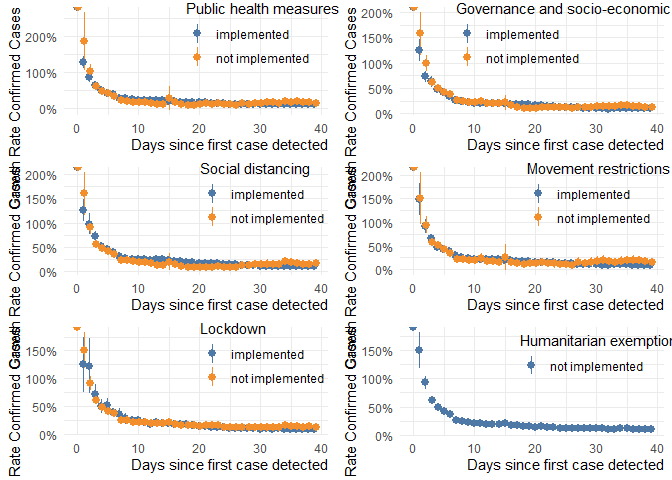 Public health measures
implemented
not implemented
200%
100%
0%
0 10 20 30 40
Days since first case detected
Governance and socio-economic
implemented
not implemented
200%
150%
100%
50%
0%
0 10 20 30 40
Days since first case detected
Social distancing
implemented
not implemented
200%
150%
100%
50%
0%
0 10 20 30 40
Days since first case detected
Movement restrictions
implemented
not implemented
200%
150%
100%
50%
0%
0 10 20 30 40
Days since first case detected
Lockdown
implemented
not implemented
150%
100%
50%
0%
0 10 20 30 40
Days since first case detected
Rate Confirmed Cases
Humanitarian exemption
not implemented
150%
100%
50%
0%
0 10 20 30 40
Days since first case detected
Rate Confirmed Cases